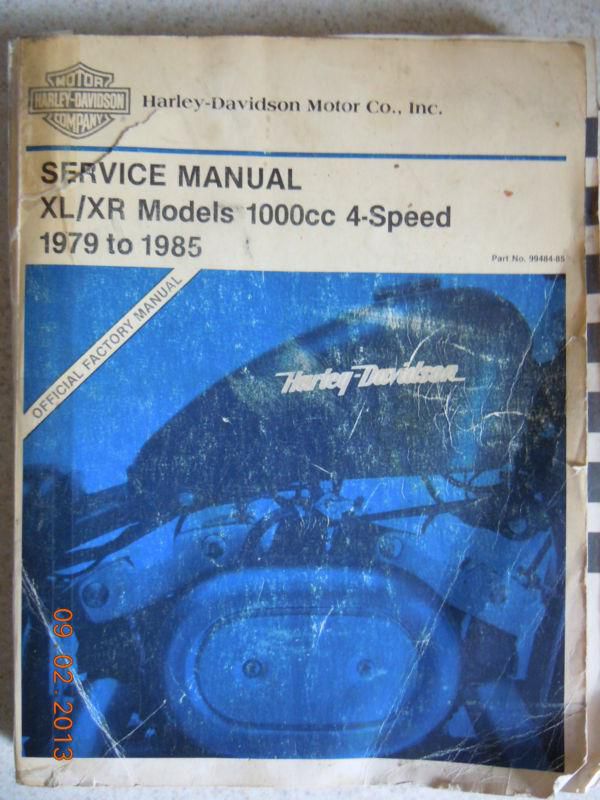 MOTOR
HARLEY-DAVIDSON
COMPANY
Harley-Davidson Motor Co., Inc.
SERVICE MANUAL
XL/XR Models 1000cc 4-Speed
1979 to 1985
Part No. 99484-85
OFFICIAL FACTORY MANUAL
Harley-Davidson
09.02.2013